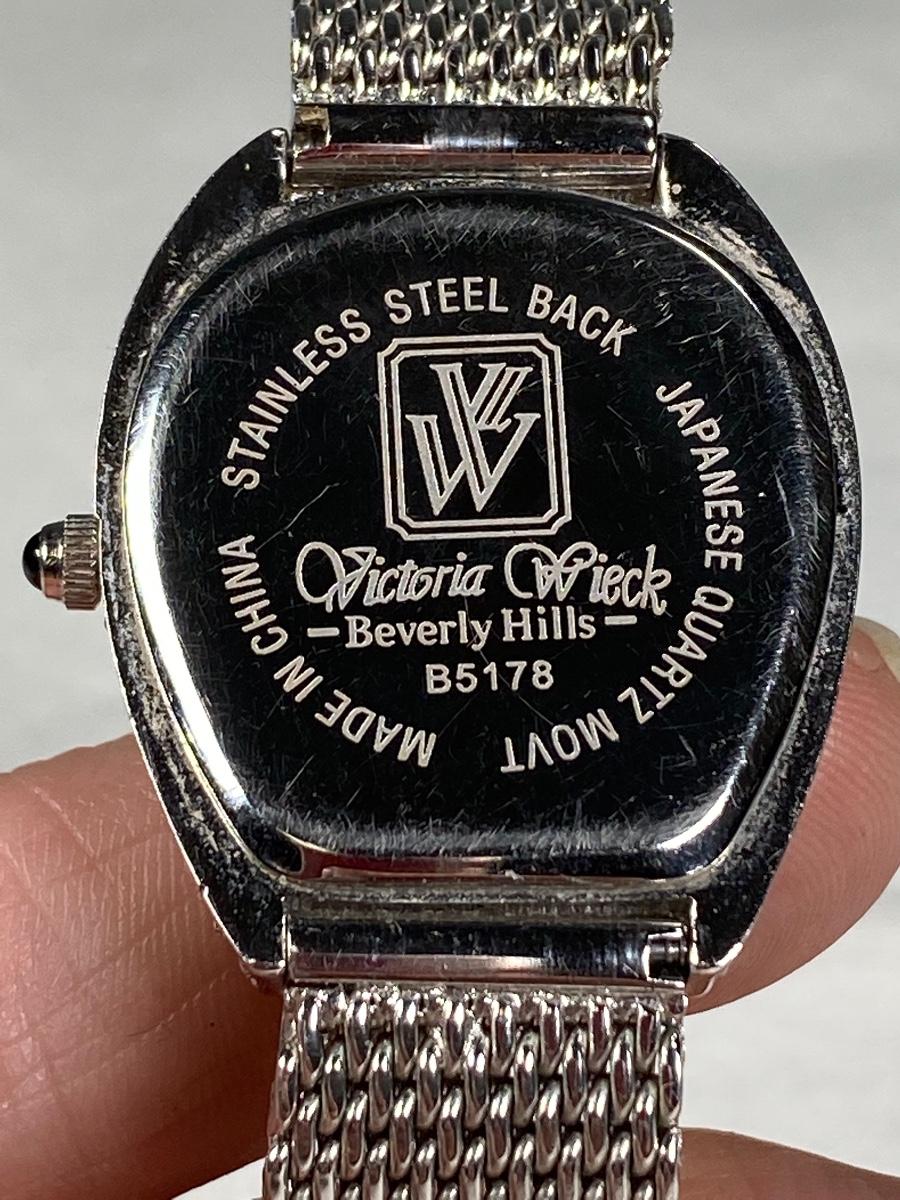 STAINLESS STEEL BACK
JAPANESE QUARTZ MOVT
MADE IN CHINA
VW
Victoria Wieck
-Beverly Hills-
B5178